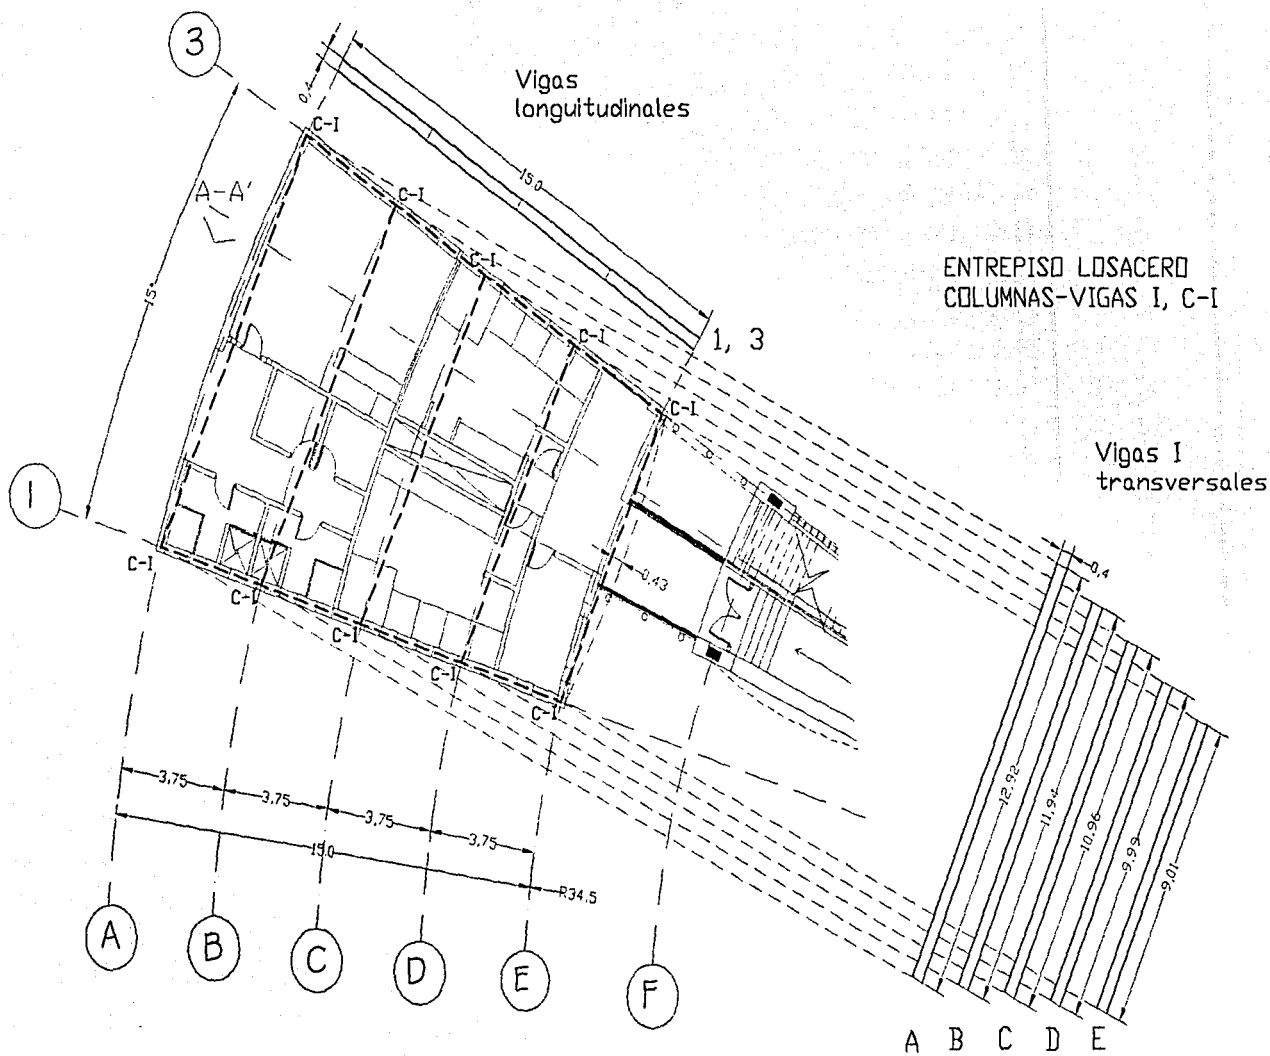 3
0,4
Vigas
longuitudinales
C-I
15.0
A-A'
C-I
15°
C-I
ENTREPISO LOSACERO
COLUMNAS-VIGAS I, C-I
C-I
1, 3
C-I
Vigas I
transversales
1
C-I
0,4
0,43
C-I
C-I
C-I
C-I
3,75
3,75
3,75
3,75
15.0
R34,5
12,92
11,94
10,96
9,99
9,01
A
B
C
D
E
F
A B C D E